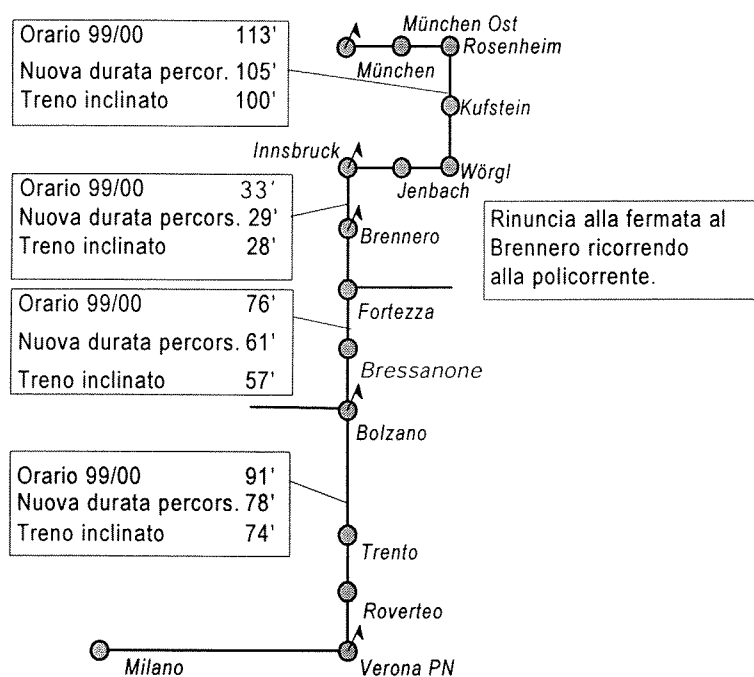 Orario 99/00 113'
Nuova durata percor. 105'
Treno inclinato 100'
München Ost
Rosenheim
München
Kufstein
Innsbruck
Wörgl
Jenbach
Orario 99/00 33'
Nuova durata percors. 29'
Treno inclinato 28'
Brennero
Rinuncia alla fermata al
Brennero ricorrendo
alla policorrente.
Orario 99/00 76'
Nuova durata percors. 61'
Treno inclinato 57'
Fortezza
Bressanone
Bolzano
Orario 99/00 91'
Nuova durata percors. 78'
Treno inclinato 74'
Trento
Roverteo
Milano
Verona PN